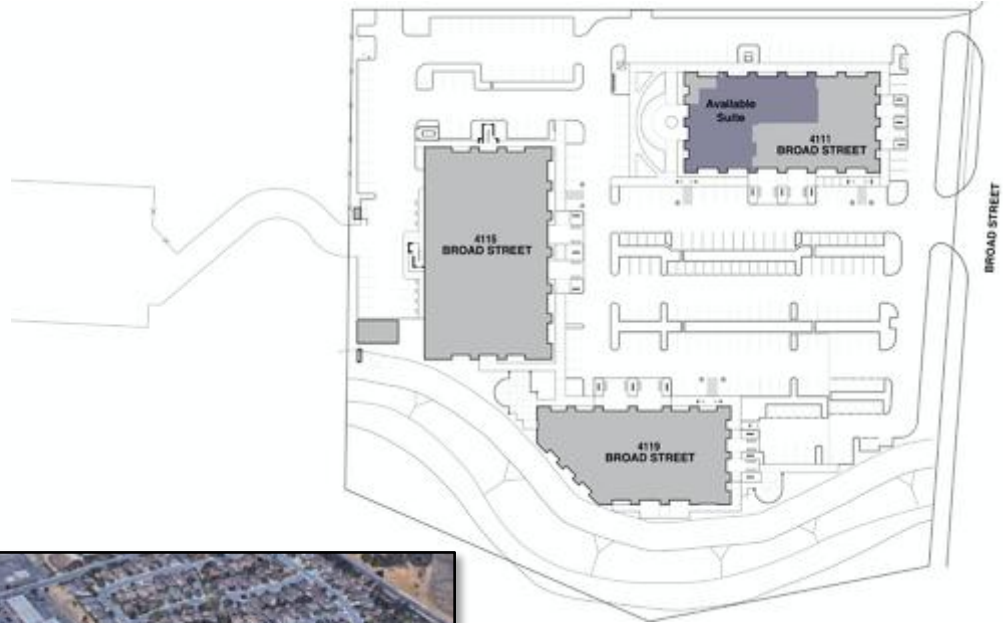 Available
Suite
4111
BROAD STREET
4115
BROAD STREET
BROAD STREET
4119
BROAD STREET